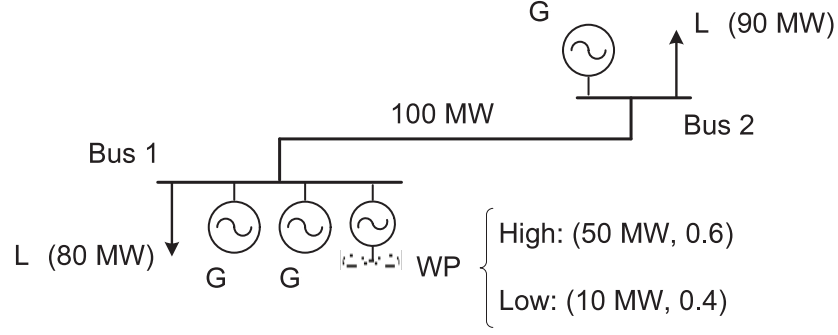 G
L (90 MW)
100 MW
Bus 2
Bus 1
L (80 MW)
G
G
WP
High: (50 MW, 0.6)
Low: (10 MW, 0.4)